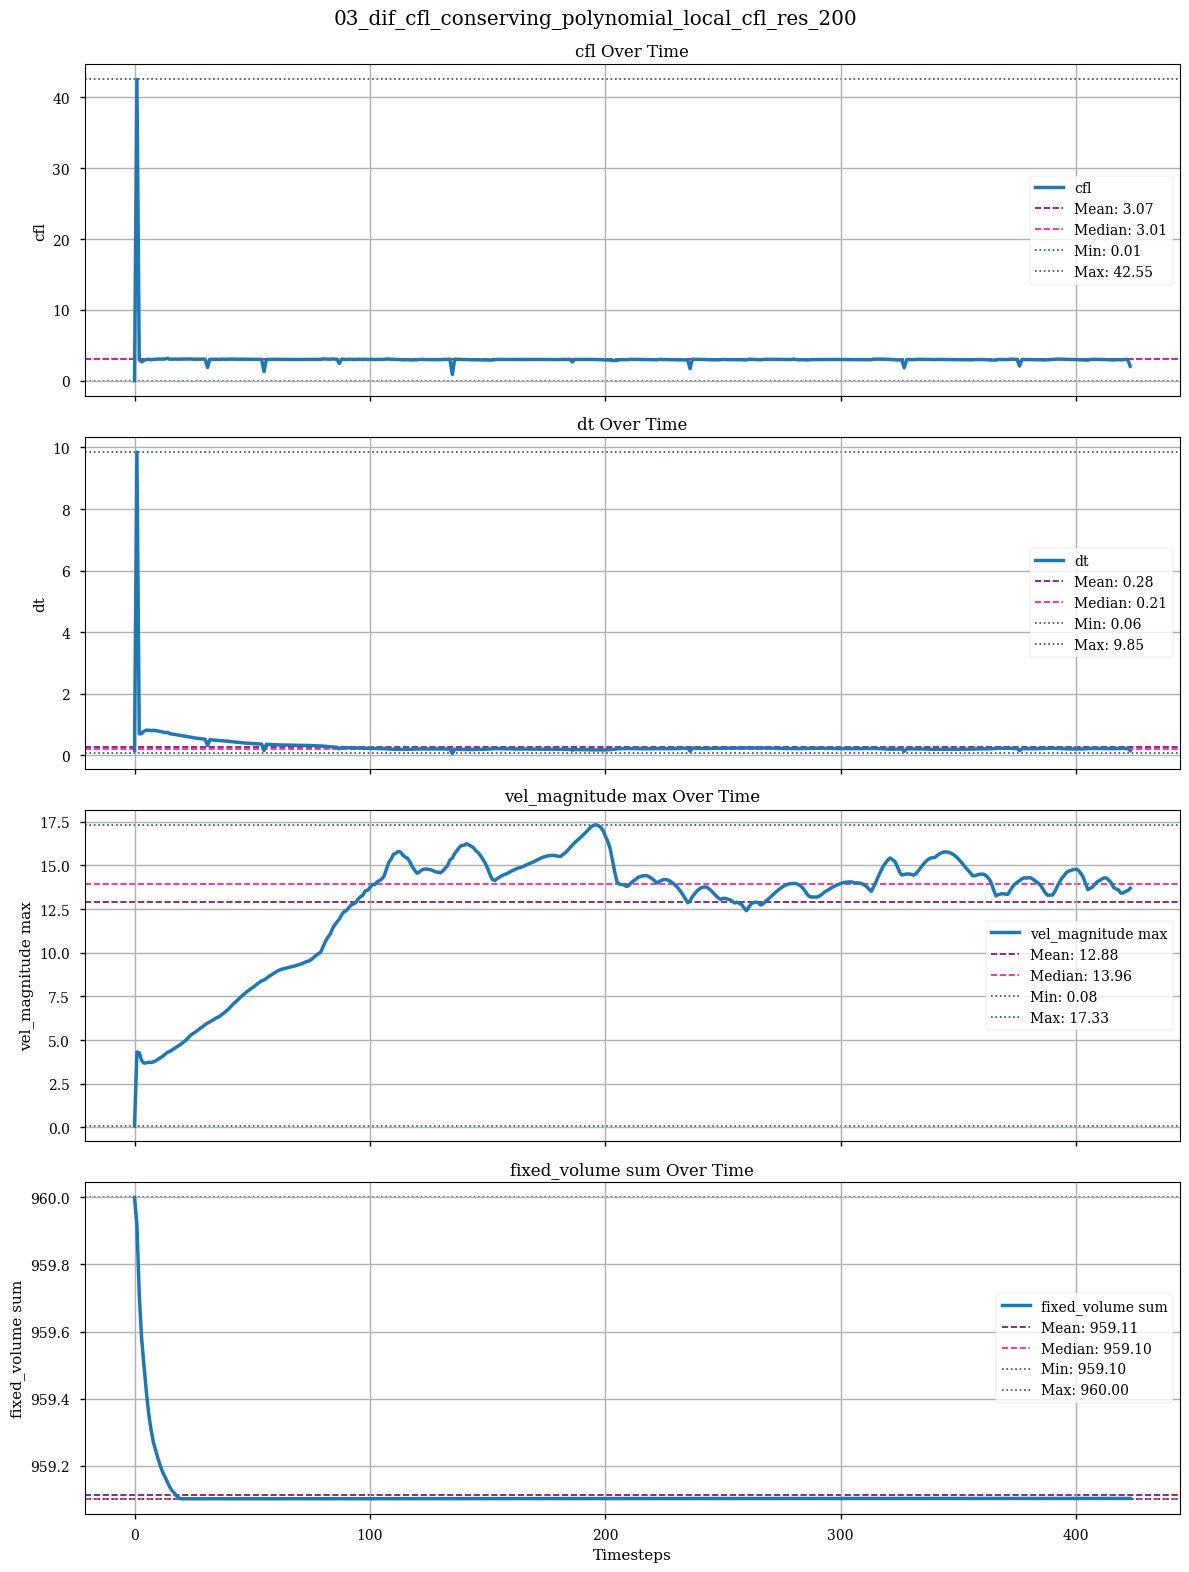 03_dif_cfl_conserving_polynomial_local_cfl_res_200
cfl Over Time
40
30
20
10
0
cfl
cfl
Mean: 3.07
Median: 3.01
Min: 0.01
Max: 42.55
dt Over Time
10
8
6
4
2
0
dt
dt
Mean: 0.28
Median: 0.21
Min: 0.06
Max: 9.85
vel_magnitude max Over Time
17.5
15.0
12.5
10.0
7.5
5.0
2.5
0.0
vel_magnitude max
vel_magnitude max
Mean: 12.88
Median: 13.96
Min: 0.08
Max: 17.33
fixed_volume sum Over Time
960.0
959.8
959.6
959.4
959.2
fixed_volume sum
fixed_volume sum
Mean: 959.11
Median: 959.10
Min: 959.10
Max: 960.00
0 100 200 300 400
Timesteps